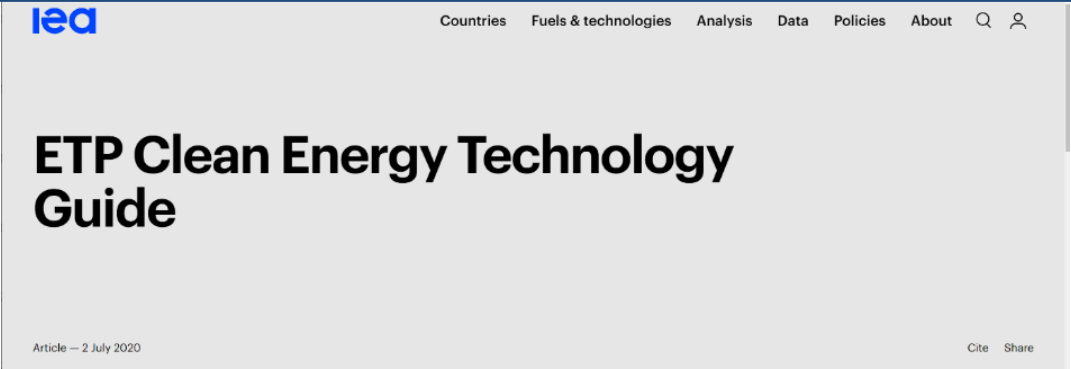 iea
Countries Fuels & technologies Analysis Data Policies About
ETP Clean Energy Technology
Guide
Article — 2 July 2020
Cite Share